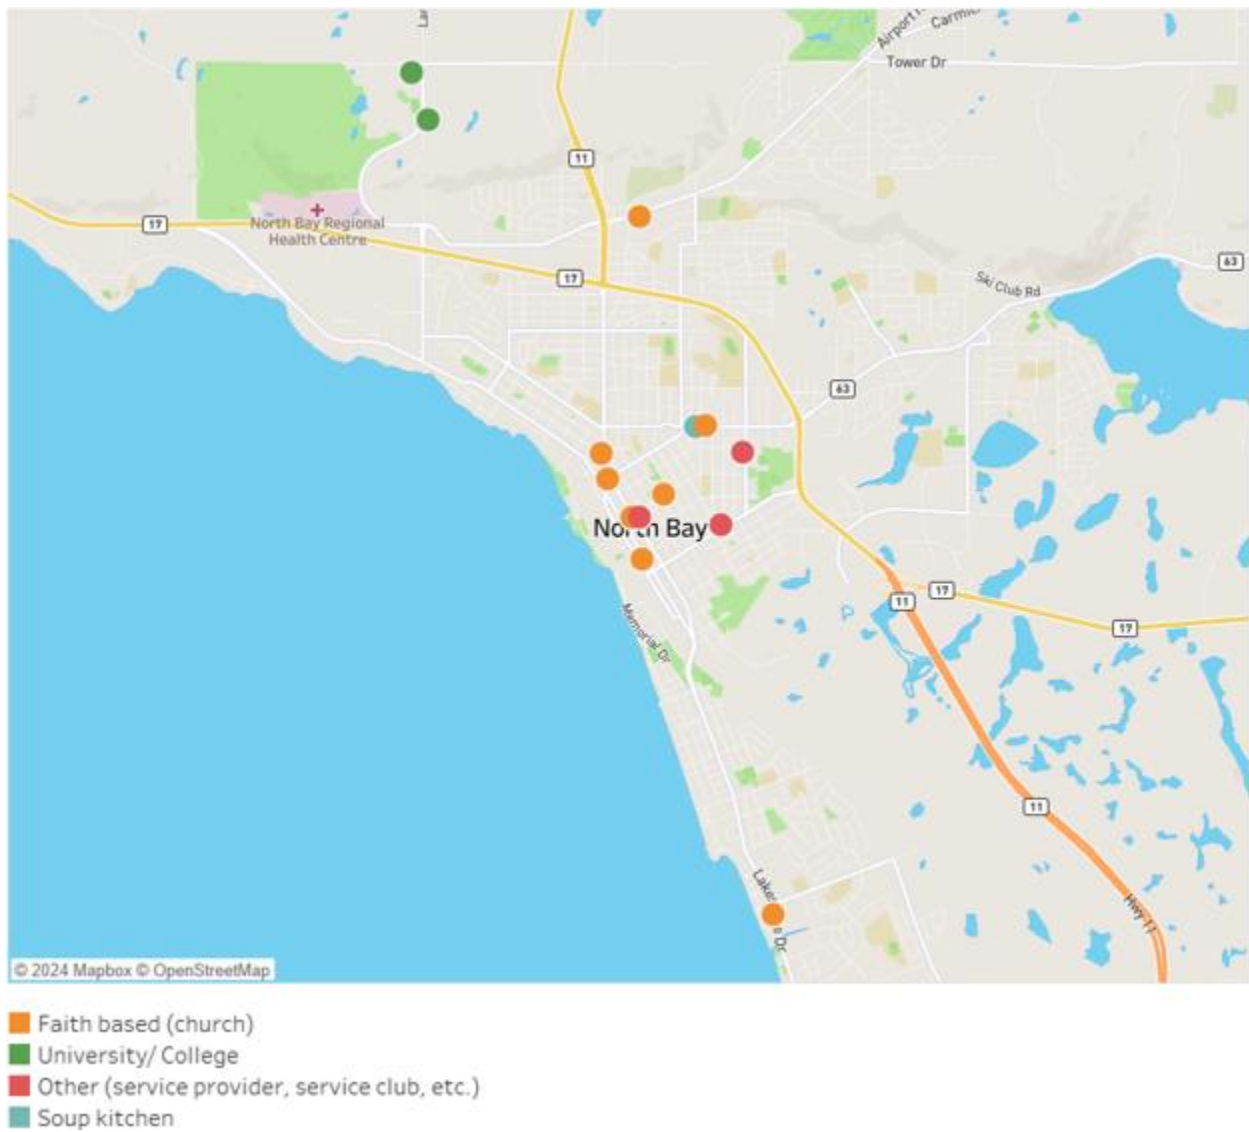 Tower Dr
11
17
North Bay Regional
Health Centre
17
63
Ski Club Rd
63
North Bay
17
11
17
Memorial Dr
11
Hwy 11
© 2024 Mapbox © OpenStreetMap
Faith based (church)
University/ College
Other (service provider, service club, etc.)
Soup kitchen